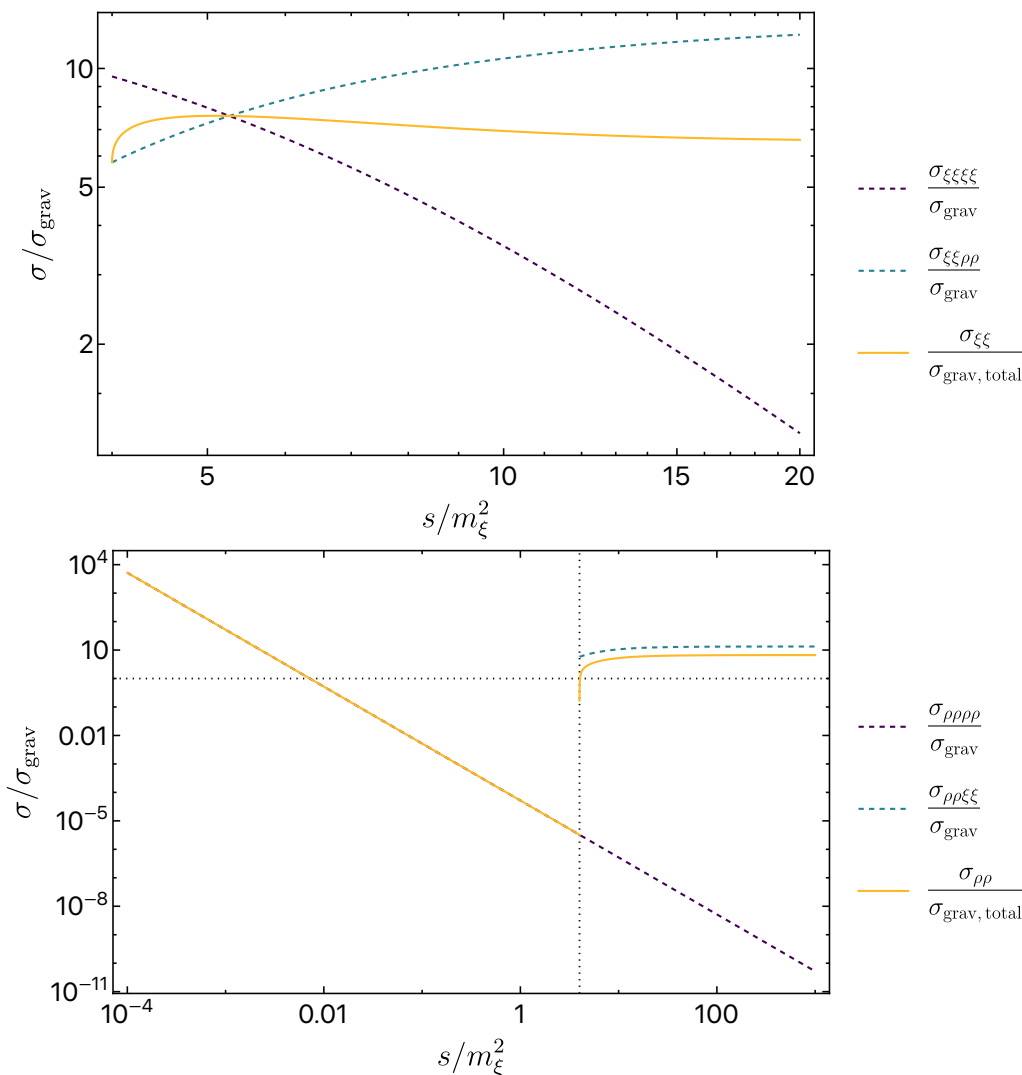 10
5
2
σ/σ_grav
5 10 15 20
s/m_ξ^2
σ_ξξξξ
σ_grav
σ_ξξρρ
σ_grav
σ_ξξ
σ_grav, total
10^4
10
0.01
10^−5
10^−8
10^−11
σ/σ_grav
10^−4 0.01 1 100
s/m_ξ^2
σ_ρρρρ
σ_grav
σ_ρρξξ
σ_grav
σ_ρρ
σ_grav, total